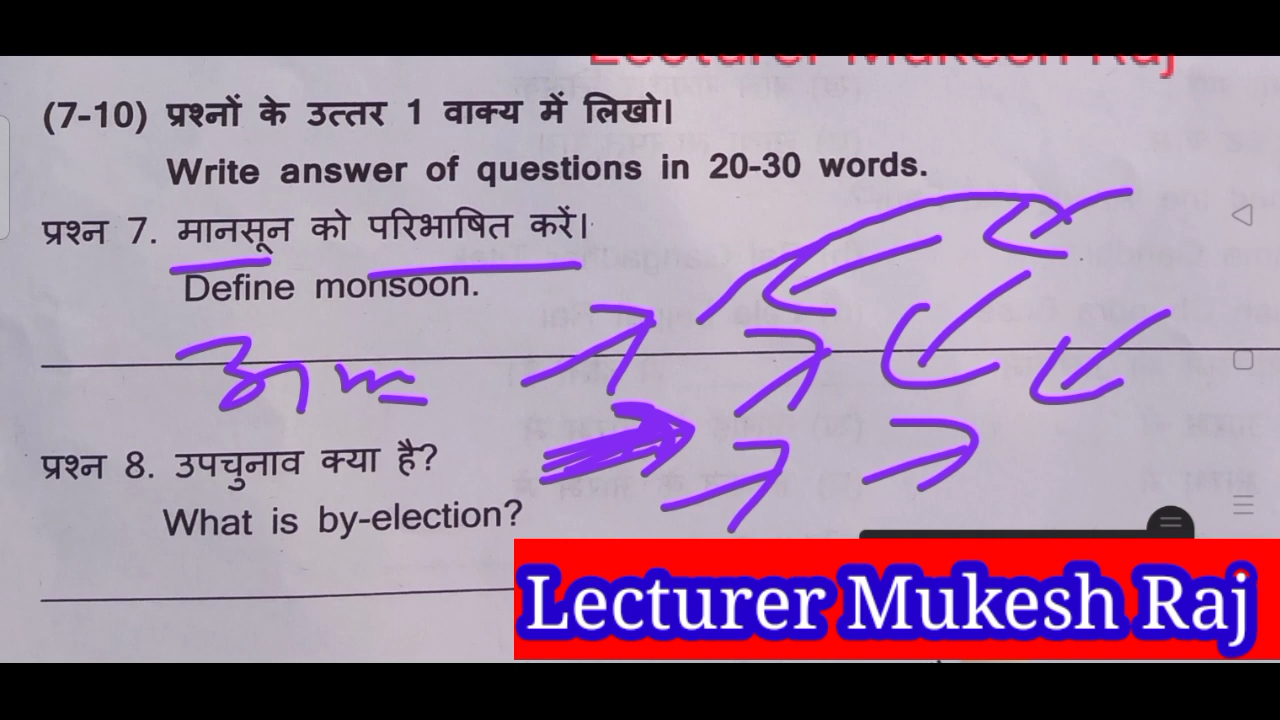 (7-10) प्रश्नों के उत्तर 1 वाक्य में लिखो।
Write answer of questions in 20-30 words.
प्रश्न 7. मानसून को परिभाषित करें।
Define monsoon.
प्रश्न 8. उपचुनाव क्या है?
What is by-election?
Lecturer Mukesh Raj